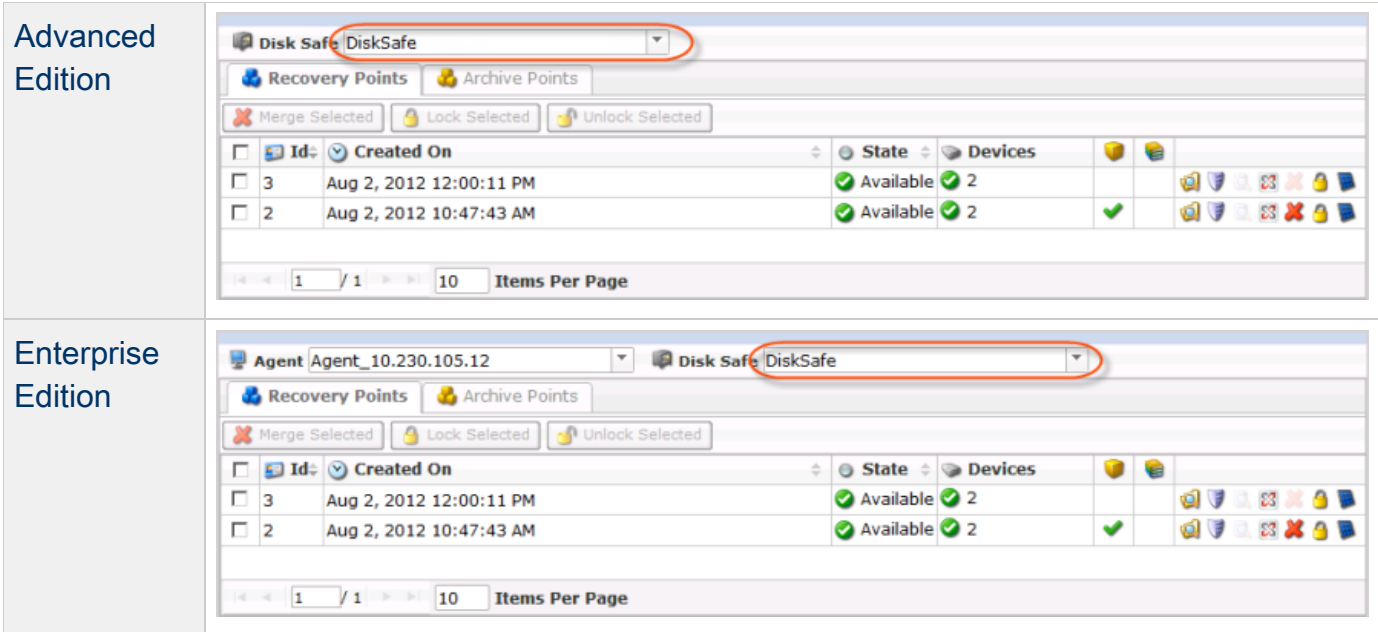 Advanced
Edition
Disk Safe DiskSafe
Recovery Points Archive Points
Merge Selected Lock Selected Unlock Selected
Id Created On State Devices
3 Aug 2, 2012 12:00:11 PM Available 2
2 Aug 2, 2012 10:47:43 AM Available 2
1 / 1 10 Items Per Page
Enterprise
Edition
Agent Agent_10.230.105.12 Disk Safe DiskSafe
Recovery Points Archive Points
Merge Selected Lock Selected Unlock Selected
Id Created On State Devices
3 Aug 2, 2012 12:00:11 PM Available 2
2 Aug 2, 2012 10:47:43 AM Available 2
1 / 1 10 Items Per Page